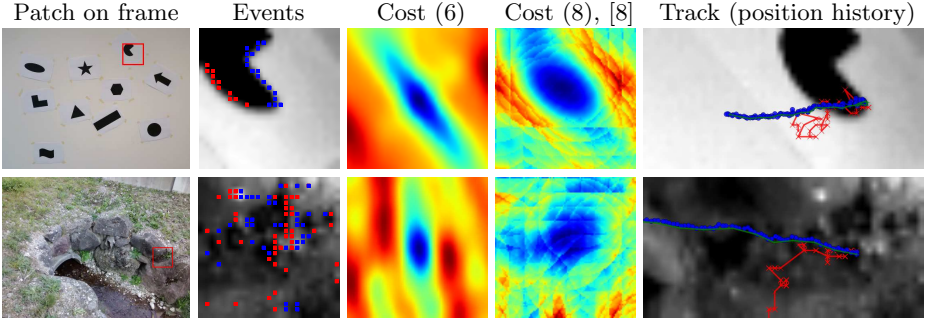 Patch on frame
Events
Cost (6)
Cost (8), [8]
Track (position history)